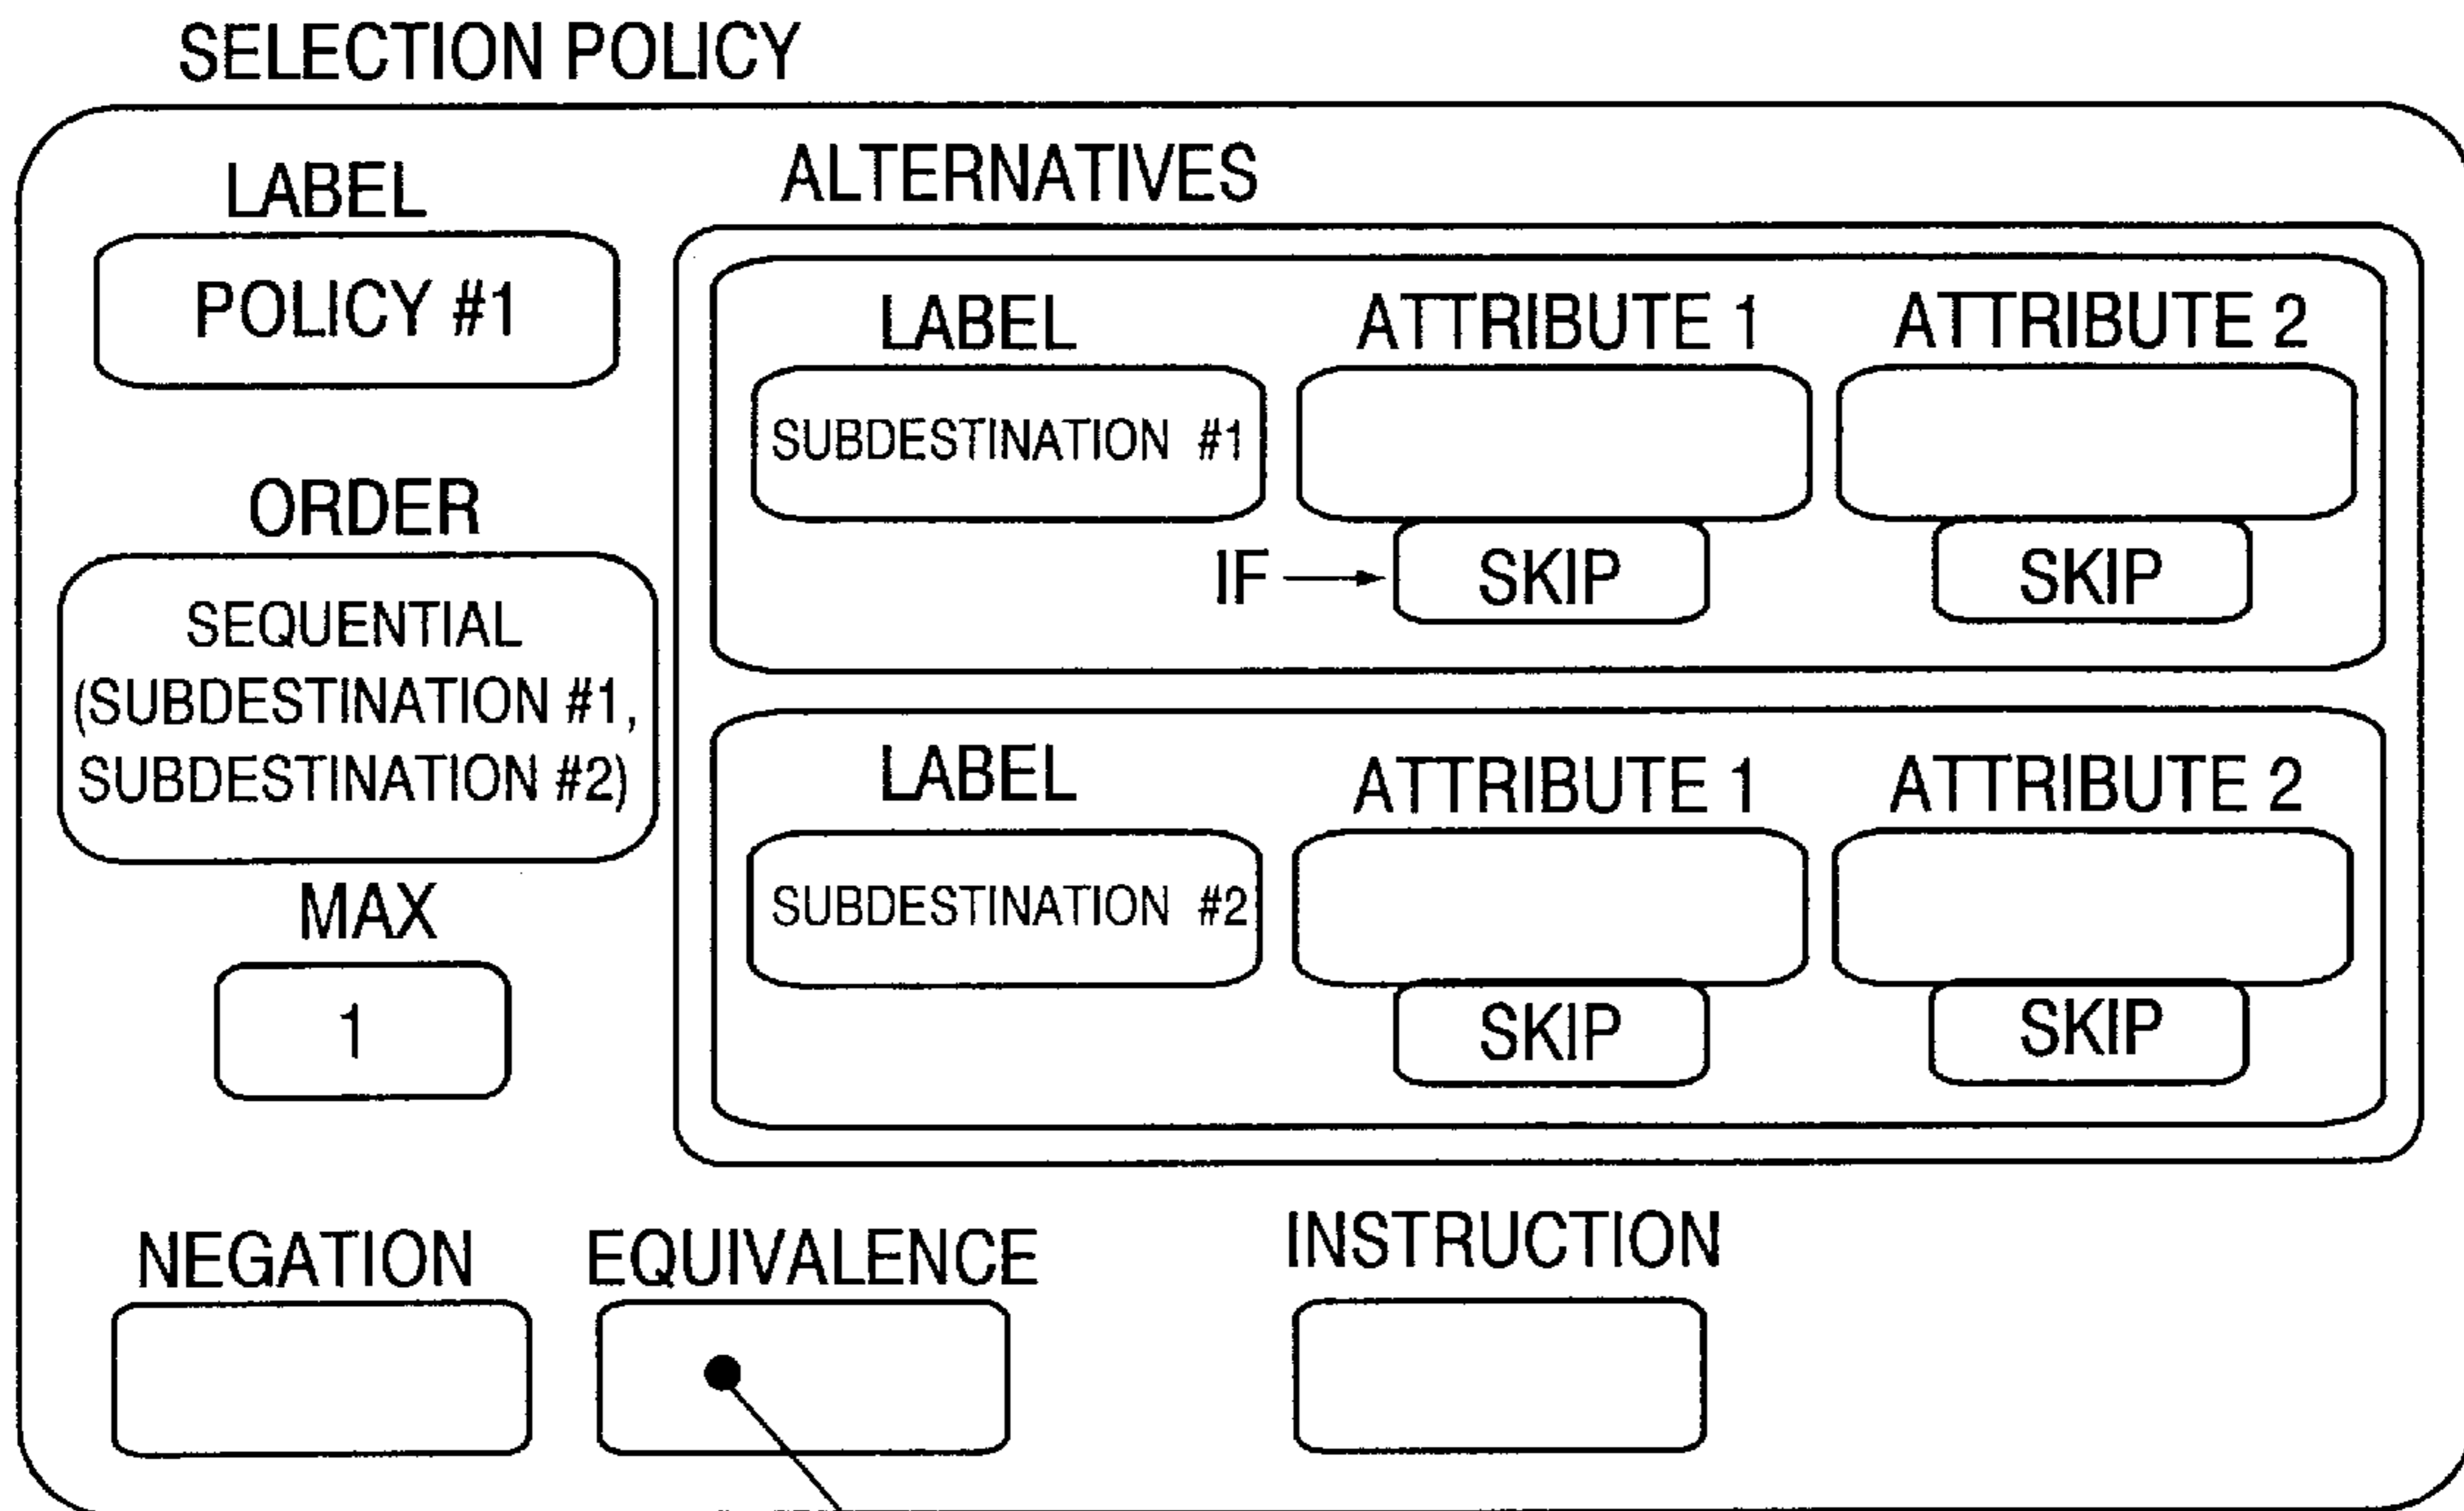 SELECTION POLICY
LABEL
POLICY #1
ORDER
SEQUENTIAL
(SUBDESTINATION #1,
SUBDESTINATION #2)
MAX
1
ALTERNATIVES
LABEL ATTRIBUTE 1 ATTRIBUTE 2
SUBDESTINATION #1
IF SKIP SKIP
LABEL ATTRIBUTE 1 ATTRIBUTE 2
SUBDESTINATION #2
SKIP SKIP
NEGATION EQUIVALENCE INSTRUCTION